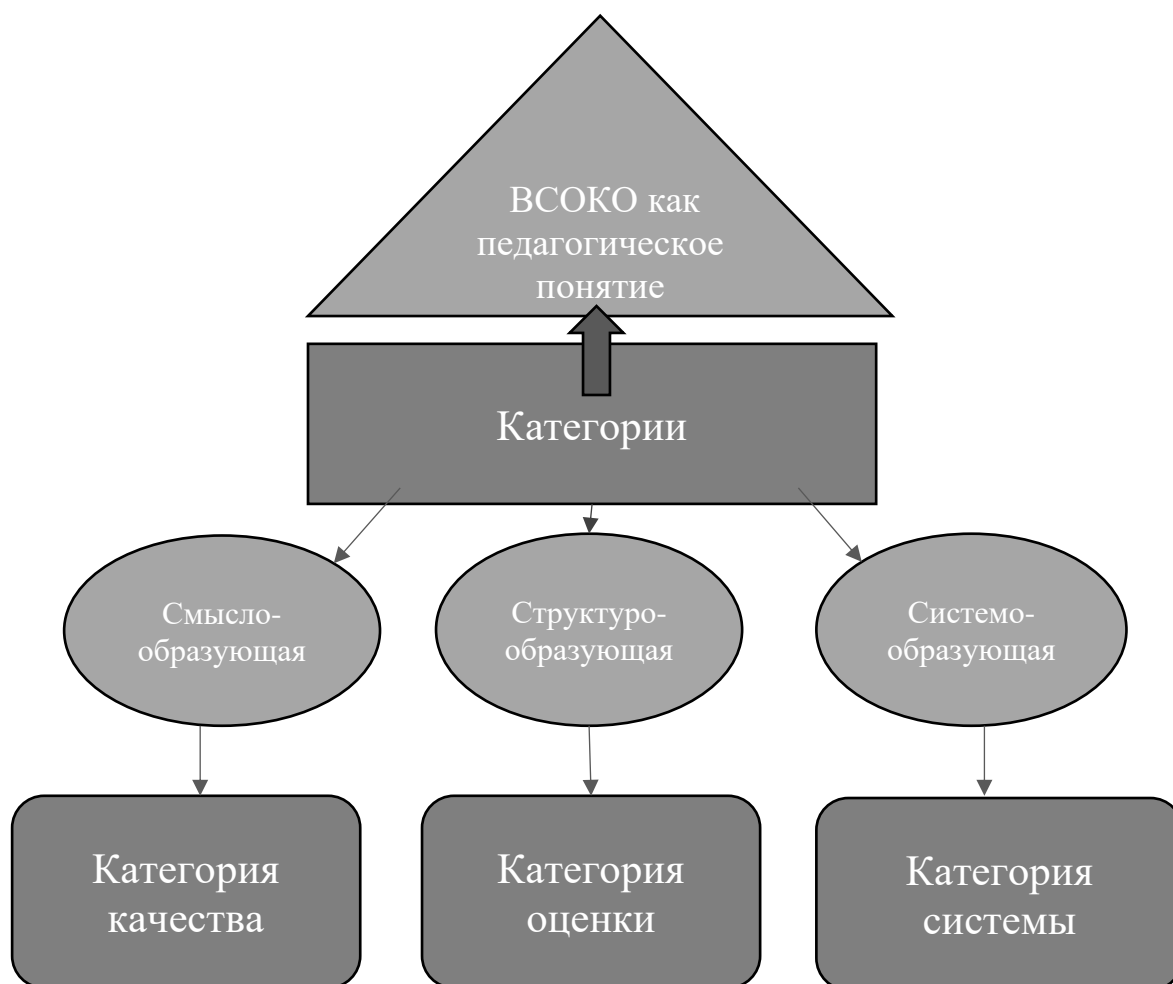 ВСОКО как
педагогическое
понятие
Категории
Смысло-
образующая
Структуро-
образующая
Системо-
образующая
Категория
качества
Категория
оценки
Категория
системы